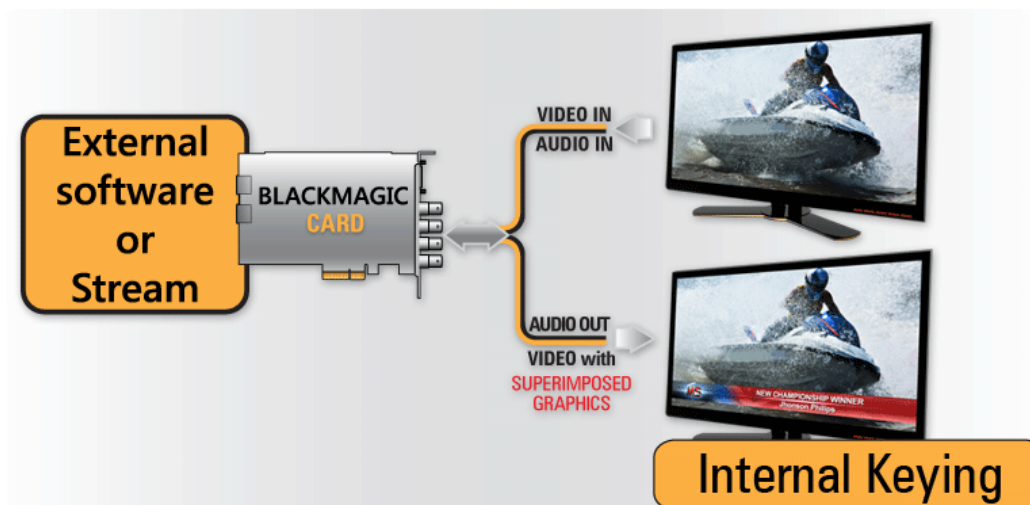 External
software
or
Stream
BLACKMAGIC
CARD
VIDEO IN
AUDIO IN
AUDIO OUT
VIDEO with
SUPERIMPOSED
GRAPHICS
NEW CHAMPIONSHIP WINNER
Jhonson Philips
Internal Keying